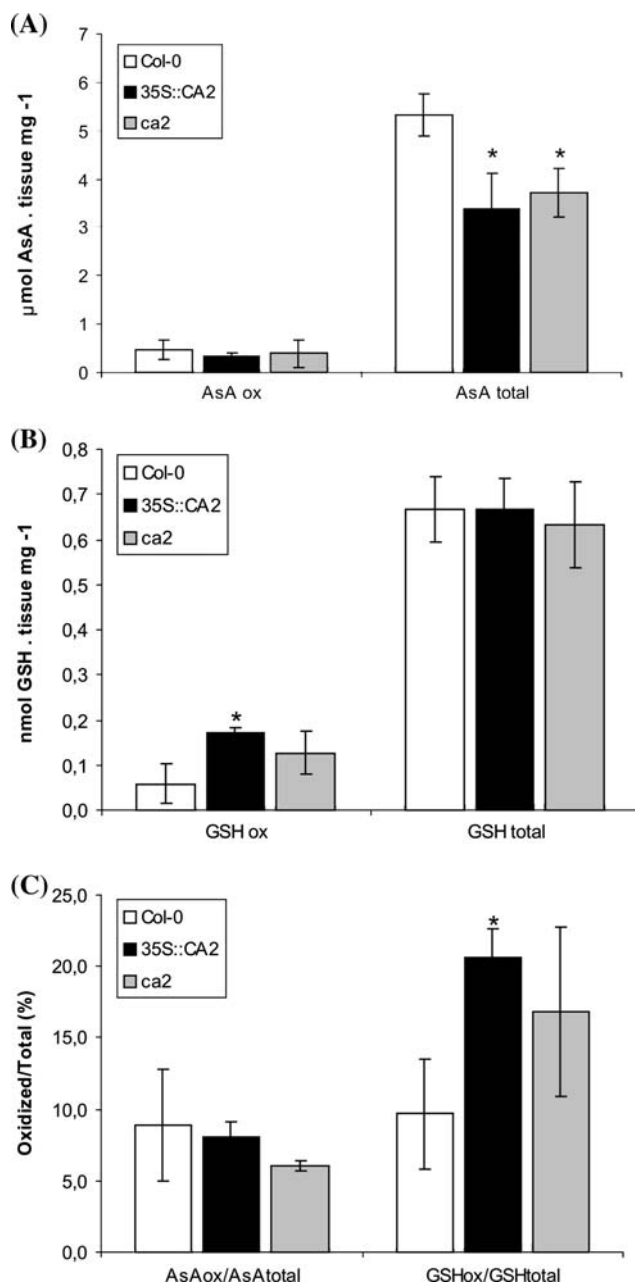 (A)
Col-0
35S::CA2
ca2
µmol AsA . tissue mg -1
7
6
5
4
3
2
1
0
* *
AsA ox AsA total
(B)
Col-0
35S::CA2
ca2
nmol GSH . tissue mg -1
0,8
0,7
0,6
0,5
0,4
0,3
0,2
0,1
0,0
*
GSH ox GSH total
(C)
Col-0
35S::CA2
ca2
Oxidized/Total (%)
25,0
20,0
15,0
10,0
5,0
0,0
*
AsAox/AsAtotal GSHox/GSHtotal